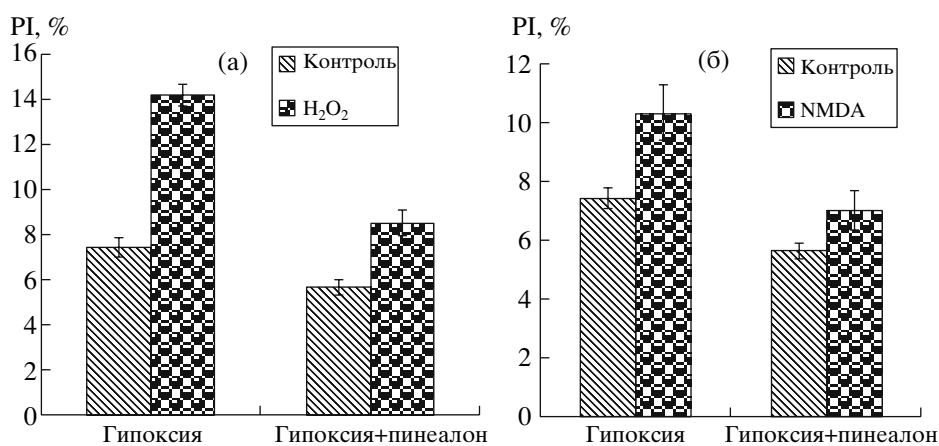 PI, %
16
14
12
10
8
6
4
2
0
(а)
Контроль
H₂O₂
Гипоксия
Гипоксия+пинеалон
PI, %
12
10
8
6
4
2
0
(б)
Контроль
NMDA
Гипоксия
Гипоксия+пинеалон